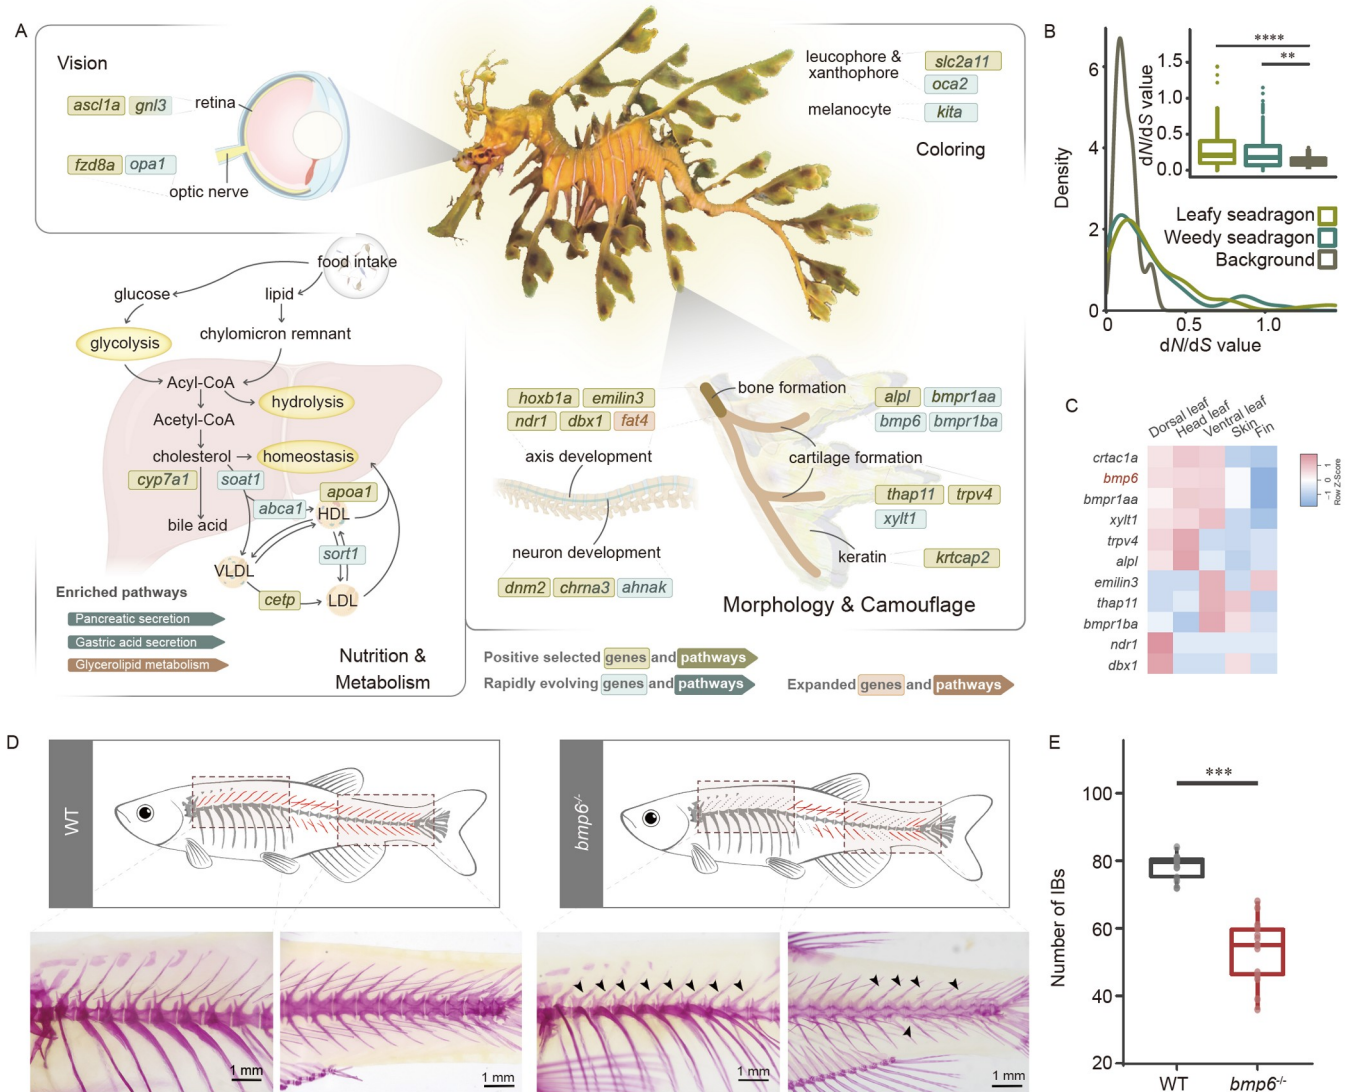 A
Vision
ascl1a gnl3 retina
fzd8a opa1
optic nerve
leucophore & slc2a11
xanthophore oca2
melanocyte kita
Coloring
food intake
glucose lipid
glycolysis chylomicron remnant
Acyl-CoA
hydrolysis
Acetyl-CoA
cholesterol homeostasis
cyp7a1 soat1 apoa1
abca1 HDL
bile acid
sort1
VLDL
cetp LDL
Enriched pathways
Pancreatic secretion
Gastric acid secretion
Glycerolipid metabolism
Nutrition &
Metabolism
hoxb1a emilin3
ndr1 dbx1 fat4
axis development
neuron development
dnm2 chrna3 ahnak
bone formation alpl bmpr1aa
bmp6 bmpr1ba
cartilage formation
thap11 trpv4
xylt1
keratin krtcap2
Morphology & Camouflage
Positive selected genes and pathways
Rapidly evolving genes and pathways
Expanded genes and pathways
B
Density
6
4
2
0
0 0.5 1.0
dN/dS value
dN/dS value
1.5
1.0
0.5
0.0
****
**
Leafy seadragon
Weedy seadragon
Background
C
Dorsal leaf
Head leaf
Ventral leaf
Skin
Fin
crtac1a
bmp6
bmpr1aa
xylt1
trpv4
alpl
emilin3
thap11
bmpr1ba
ndr1
dbx1
1
0
−1
Row Z-Score
D
WT
bmp6-/-
1 mm
1 mm
1 mm
1 mm
E
Number of IBs
100
80
60
40
20
***
WT bmp6-/-